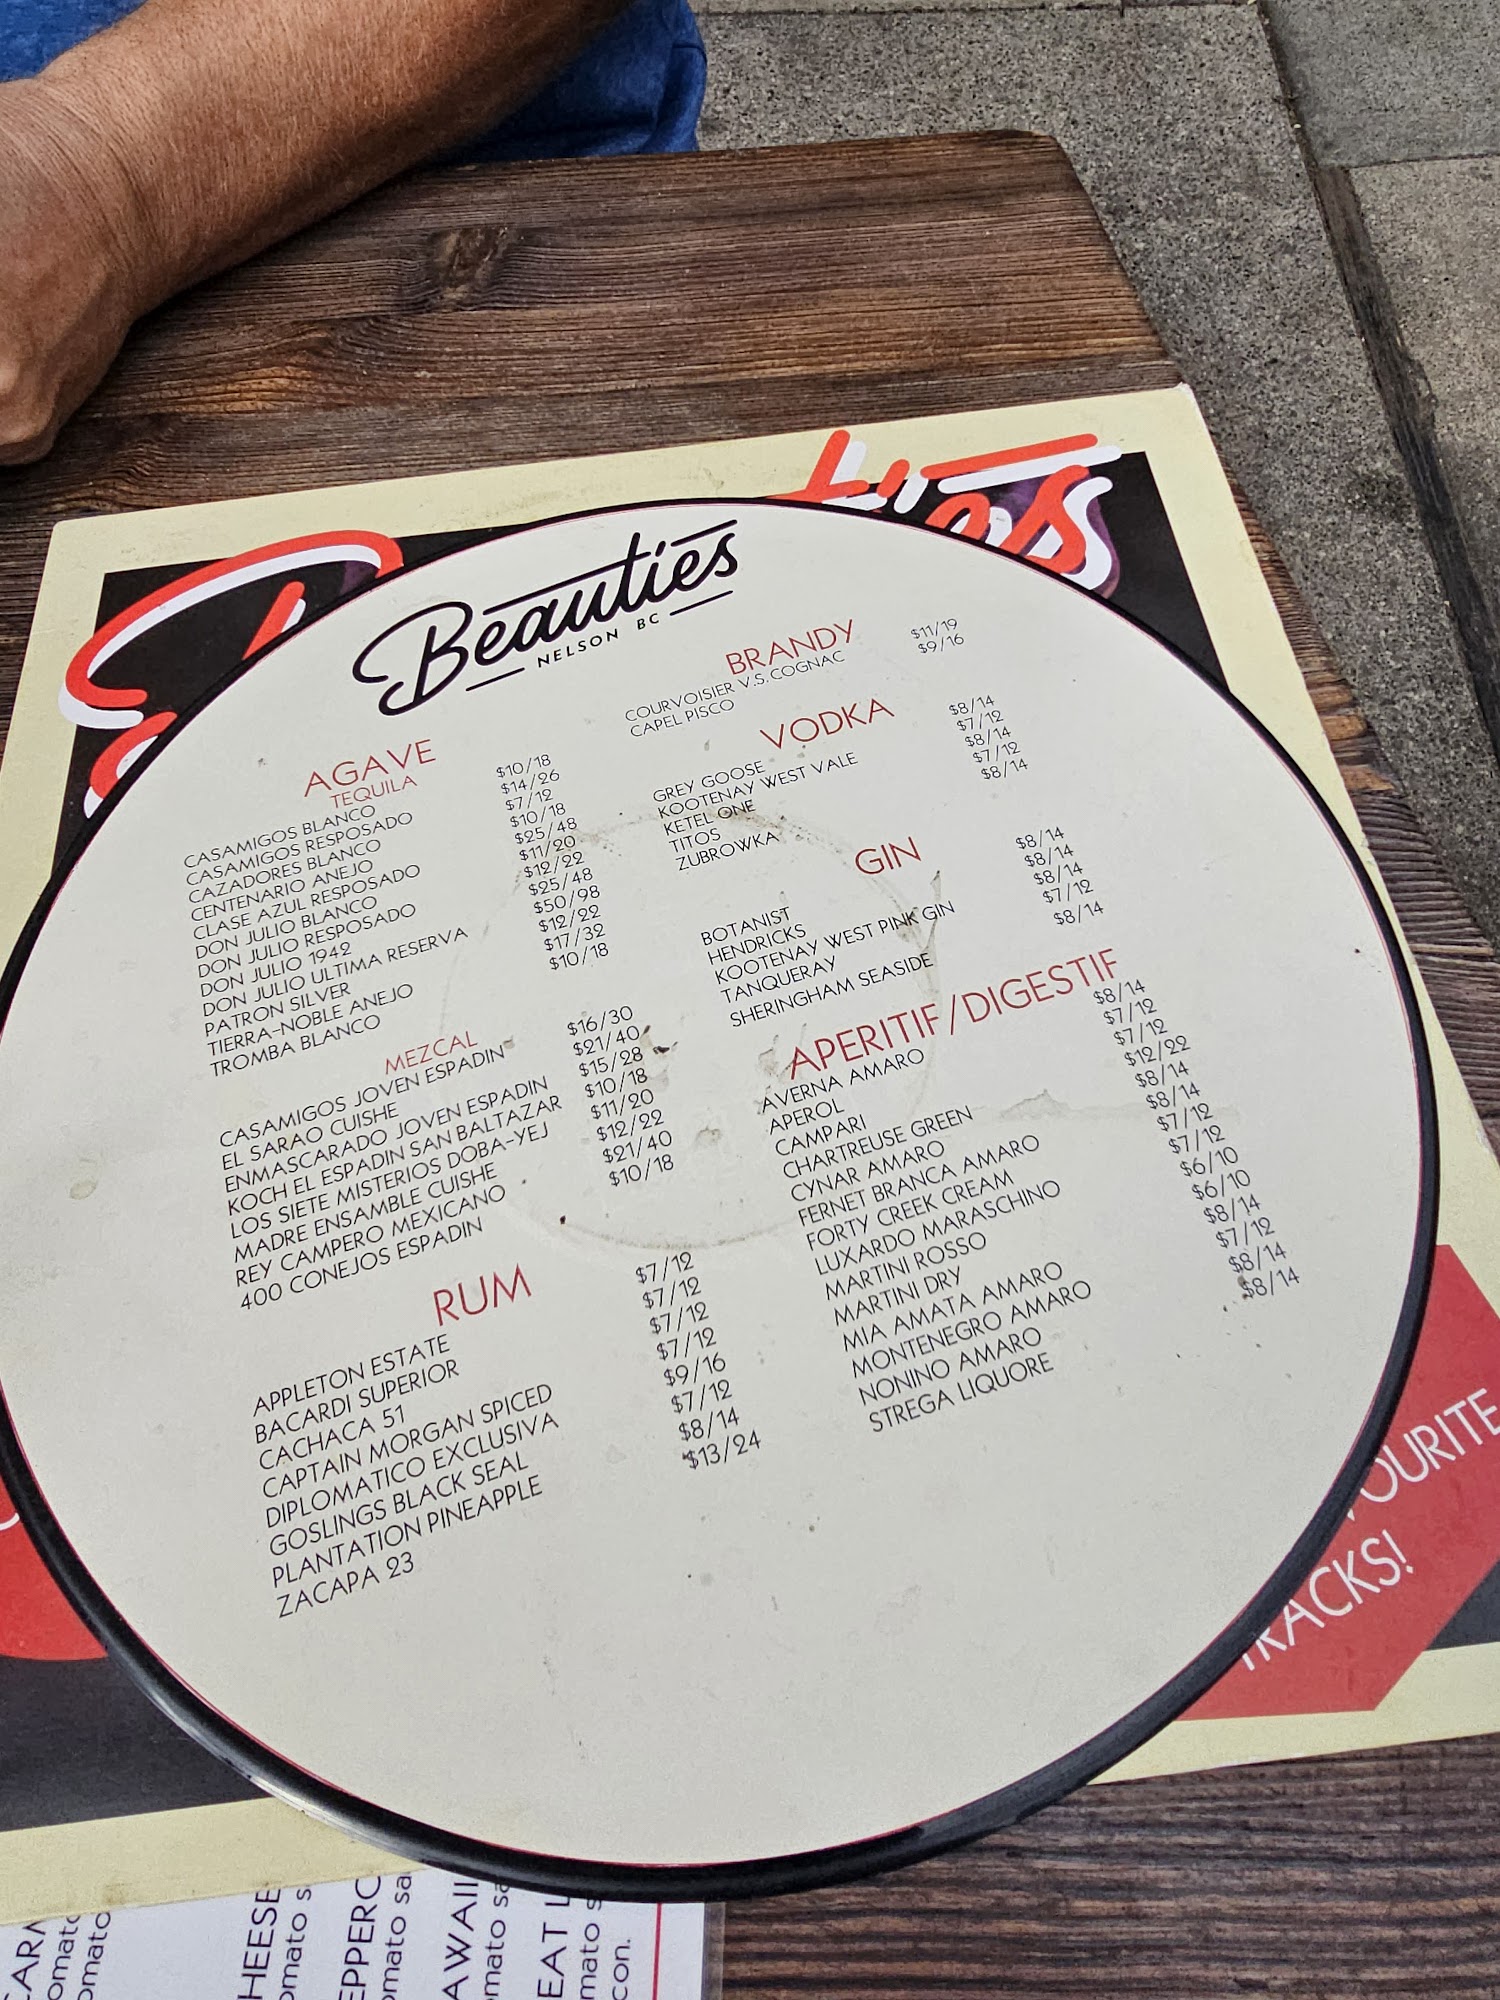 Beauties
NELSON BC
AGAVE
TEQUILA
CASAMIGOS BLANCO $10/18
CASAMIGOS RESPOSADO $14/26
CAZADORES BLANCO $7/12
CENTENARIO ANEJO $10/18
CLASE AZUL RESPOSADO $25/48
DON JULIO BLANCO $11/20
DON JULIO RESPOSADO $12/22
DON JULIO 1942 $25/48
DON JULIO ULTIMA RESERVA $50/98
PATRON SILVER $12/22
TIERRA-NOBLE ANEJO $17/32
TROMBA BLANCO $10/18
MEZCAL
CASAMIGOS JOVEN ESPADIN $16/30
EL SARAO CUISHE $21/40
ENMASCARADO JOVEN ESPADIN $15/28
KOCH EL ESPADIN SAN BALTAZAR $10/18
LOS SIETE MISTERIOS DOBA-YEJ $11/20
MADRE ENSAMBLE CUISHE $12/22
REY CAMPERO MEXICANO $21/40
400 CONEJOS ESPADIN $10/18
RUM
APPLETON ESTATE $7/12
BACARDI SUPERIOR $7/12
CACHACA 51 $7/12
CAPTAIN MORGAN SPICED $7/12
DIPLOMATICO EXCLUSIVA $9/16
GOSLINGS BLACK SEAL $7/12
PLANTATION PINEAPPLE $8/14
ZACAPA 23 $13/24
BRANDY
COURVOISIER V.S.COGNAC $11/19
CAPEL PISCO $9/16
VODKA
GREY GOOSE $8/14
KOOTENAY WEST VALE $7/12
KETEL ONE $8/14
TITOS $7/12
ZUBROWKA $8/14
GIN
BOTANIST $8/14
HENDRICKS $8/14
KOOTENAY WEST PINK GIN $8/14
TANQUERAY $7/12
SHERINGHAM SEASIDE $8/14
APERITIF/DIGESTIF
AVERNA AMARO $8/14
APEROL $7/12
CAMPARI $7/12
CHARTREUSE GREEN $12/22
CYNAR AMARO $8/14
FERNET BRANCA AMARO $8/14
FORTY CREEK CREAM $7/12
LUXARDO MARASCHINO $7/12
MARTINI ROSSO $6/10
MARTINI DRY $6/10
MIA AMATA AMARO $8/14
MONTENEGRO AMARO $7/12
NONINO AMARO $8/14
STREGA LIQUORE $8/14
OURITE
TRACKS!
HEESE
omato s
EPPERO
mato sa
AWAII
omato sa
EAT L
mato s
con.